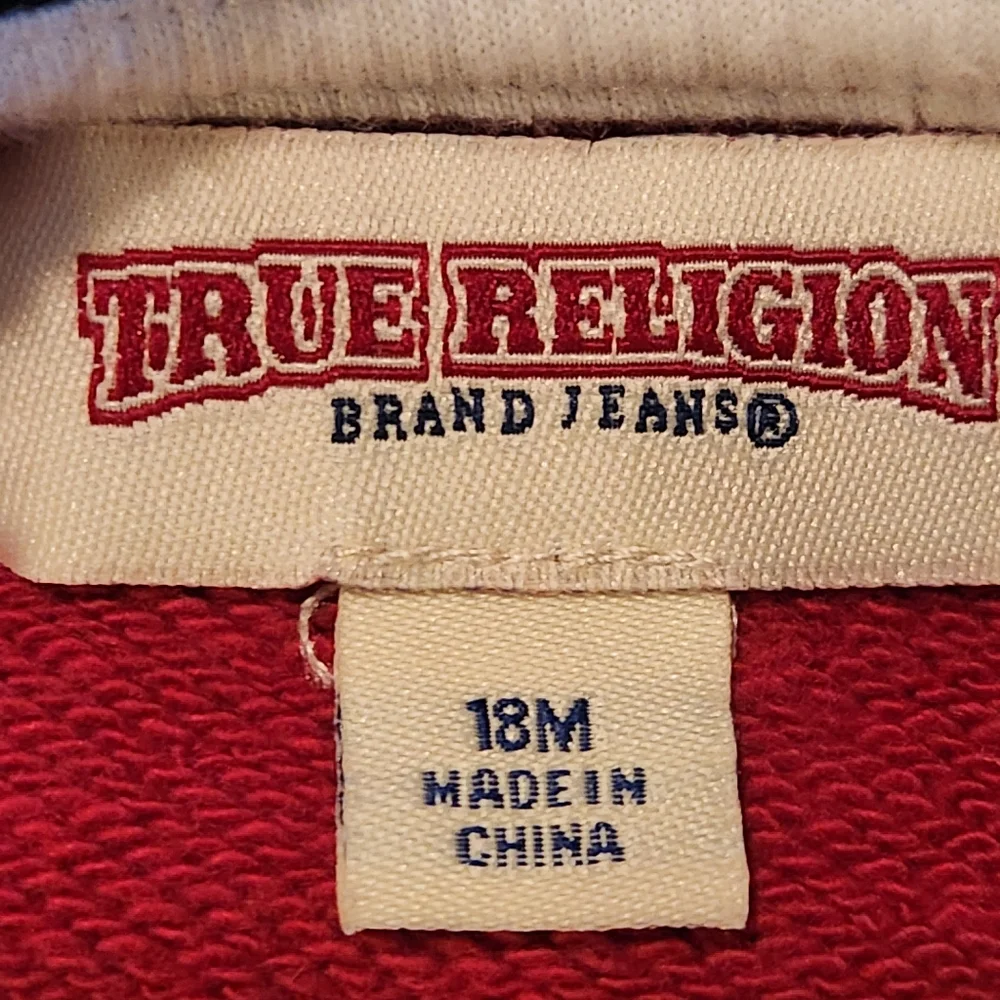 TRUE RELIGION
BRAND JEANS®
18M
MADE IN
CHINA